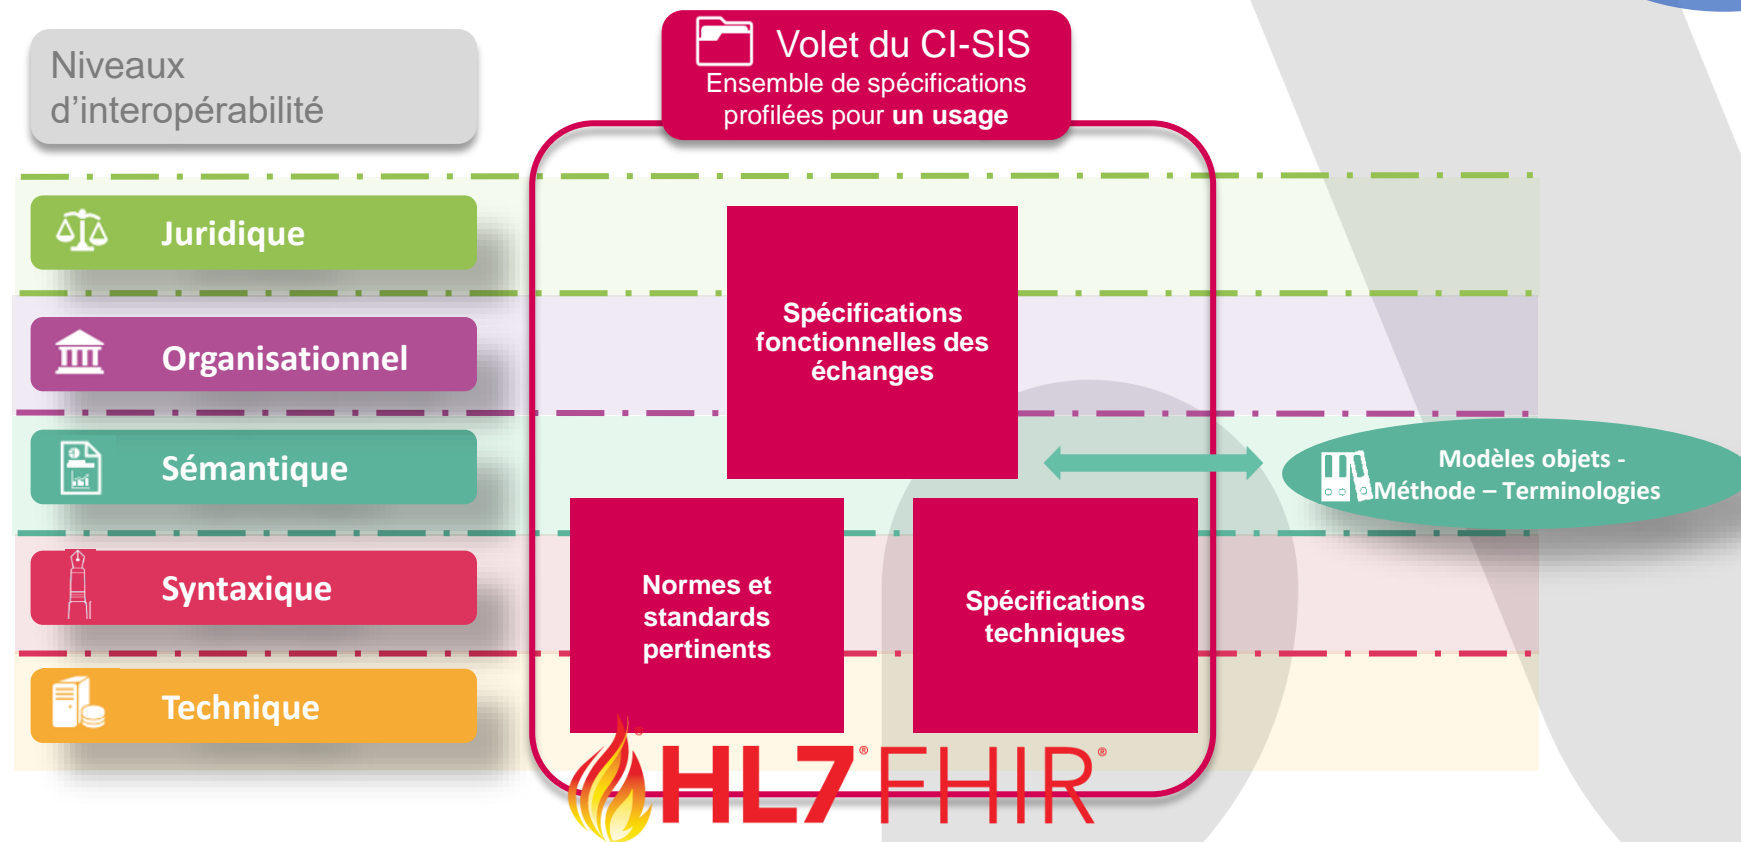 Niveaux
d’interopérabilité
Volet du CI-SIS
Ensemble de spécifications
profilées pour un usage
Juridique
Organisationnel
Sémantique
Syntaxique
Technique
Spécifications
fonctionnelles des
échanges
Normes et
standards
pertinents
Spécifications
techniques
Modèles objets -
Méthode – Terminologies
HL7® FHIR®